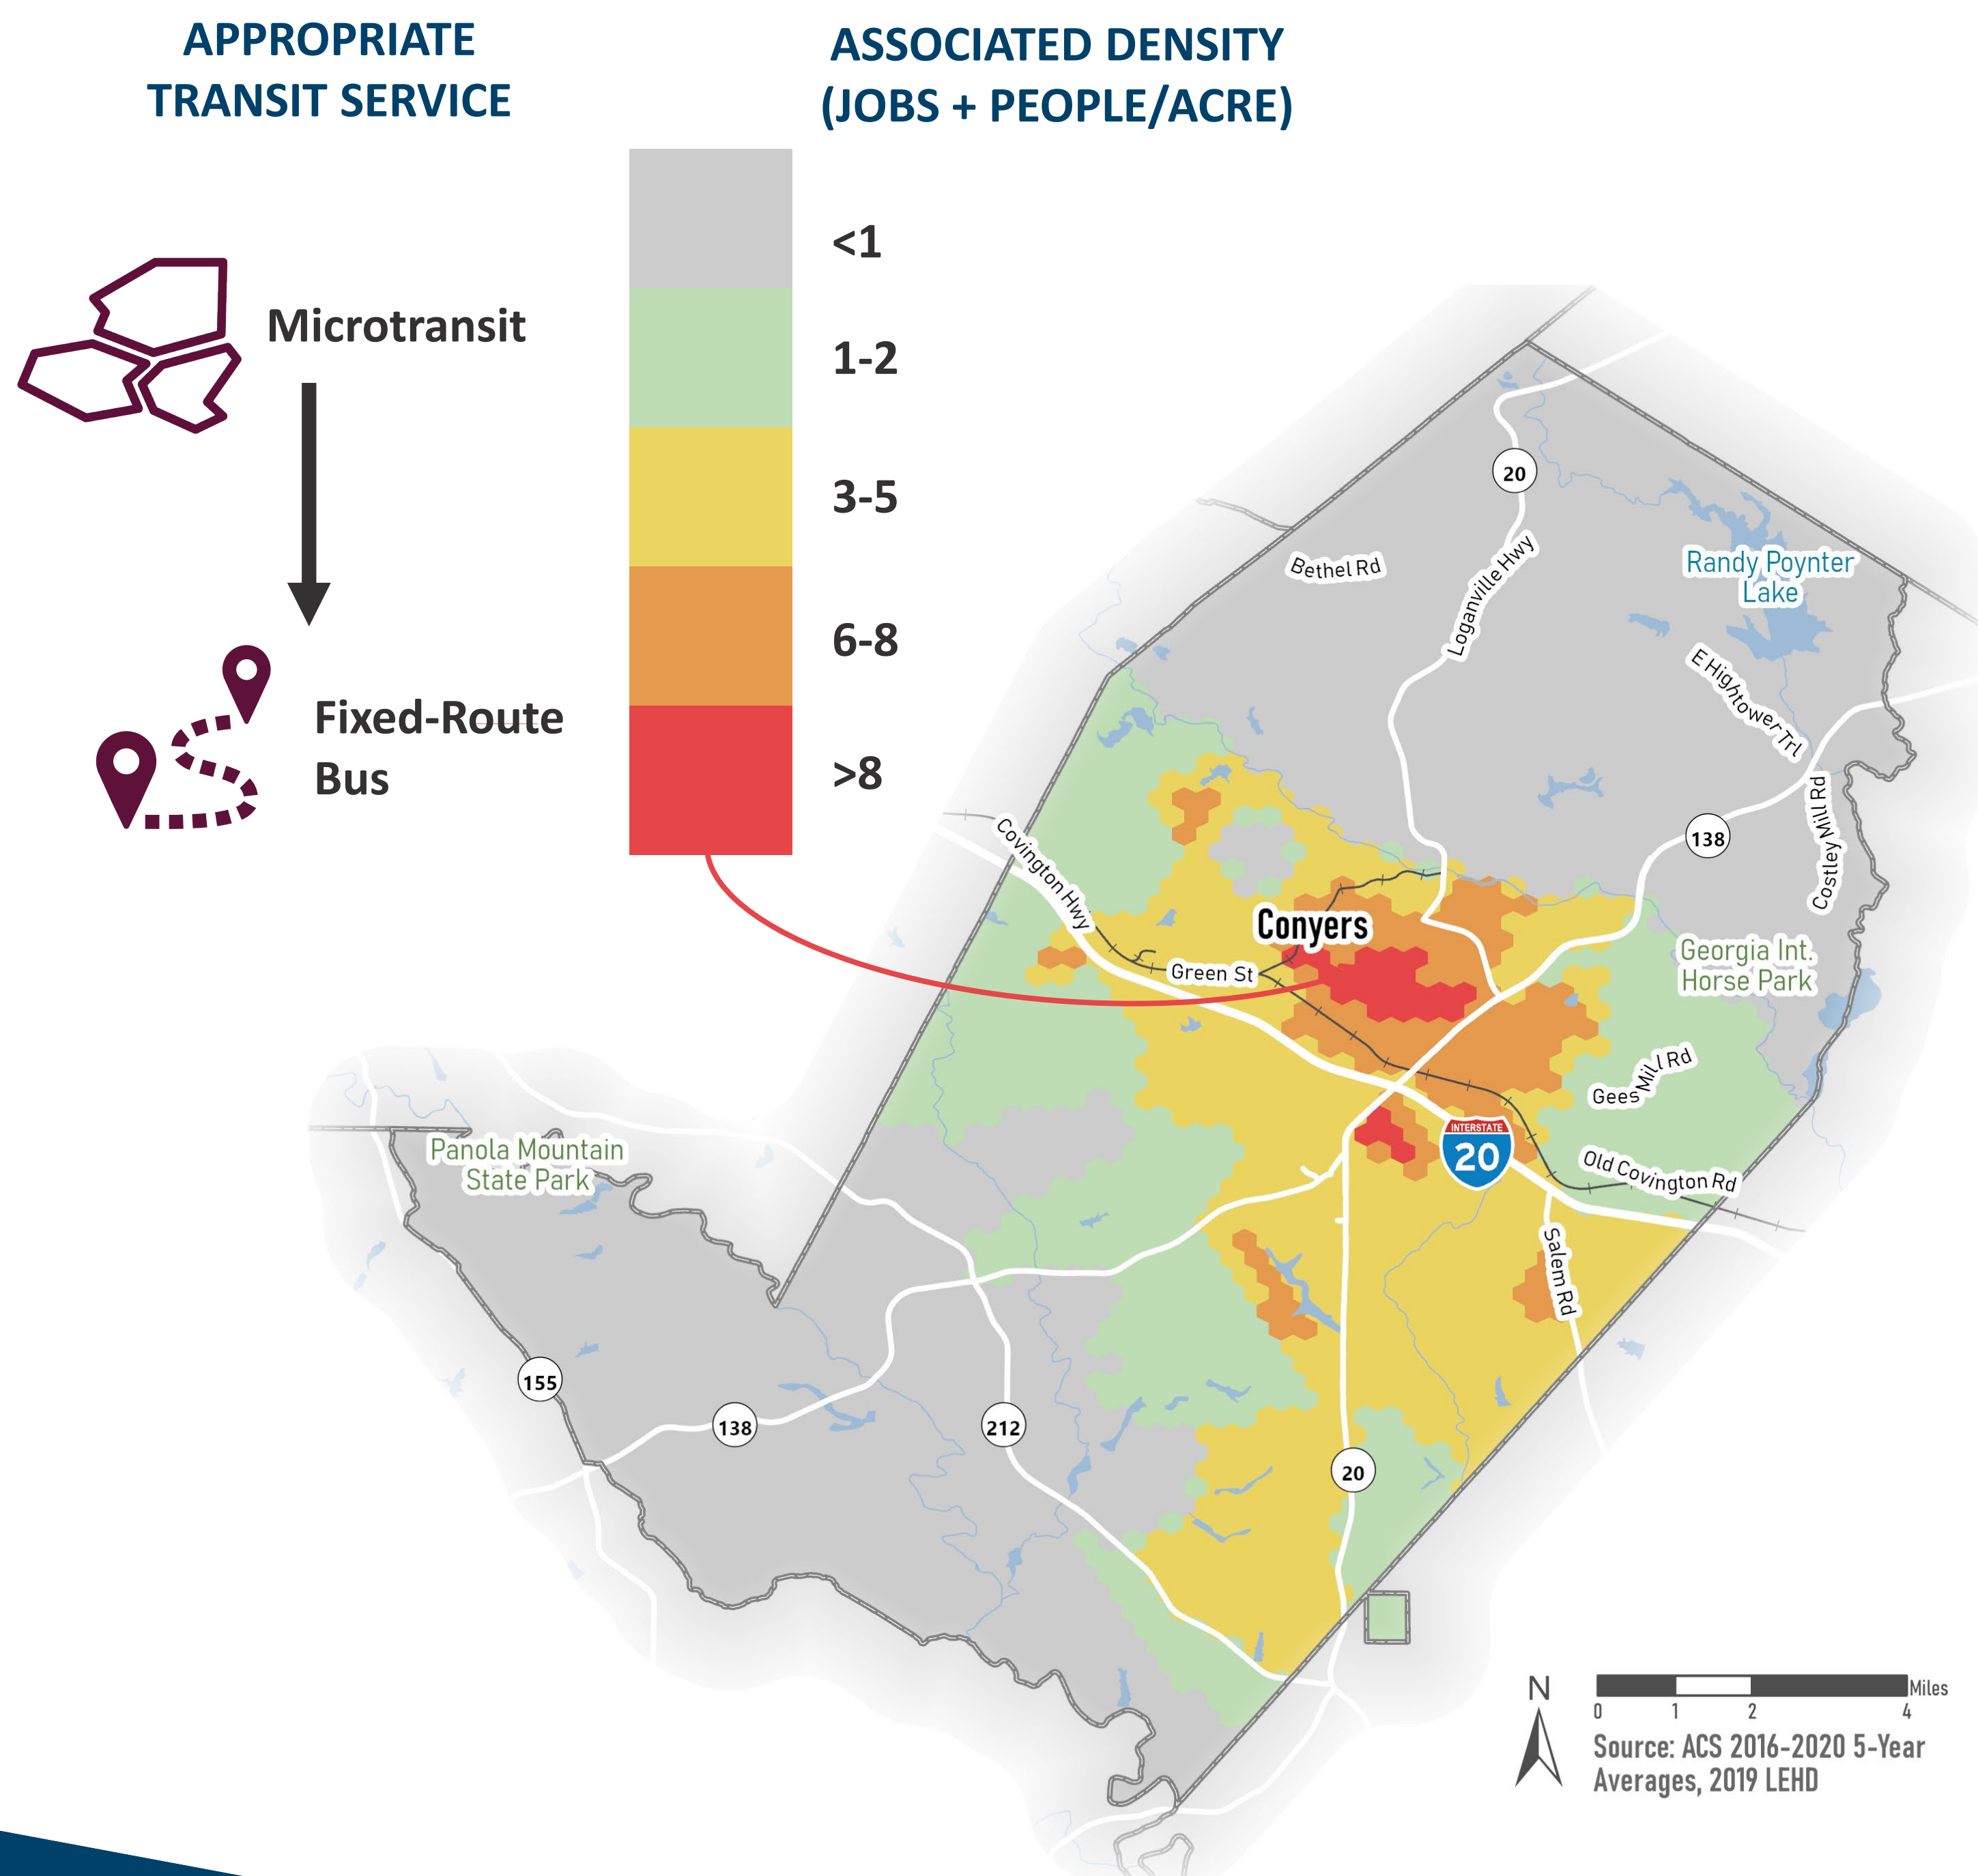 APPROPRIATE
TRANSIT SERVICE
ASSOCIATED DENSITY
(JOBS + PEOPLE/ACRE)
<1
1-2
3-5
6-8
>8
Microtransit
Fixed-Route
Bus
20
Bethel Rd
Loganville Hwy
Randy Poynter
Lake
E Hightower Trl
138
Costley Mill Rd
Covington Hwy
Conyers
Green St
Georgia Int.
Horse Park
Gees Mill Rd
INTERSTATE
20
Old Covington Rd
Panola Mountain
State Park
Salem Rd
155
138
212
20
N
0 1 2 4
Miles
Source: ACS 2016-2020 5-Year
Averages, 2019 LEHD